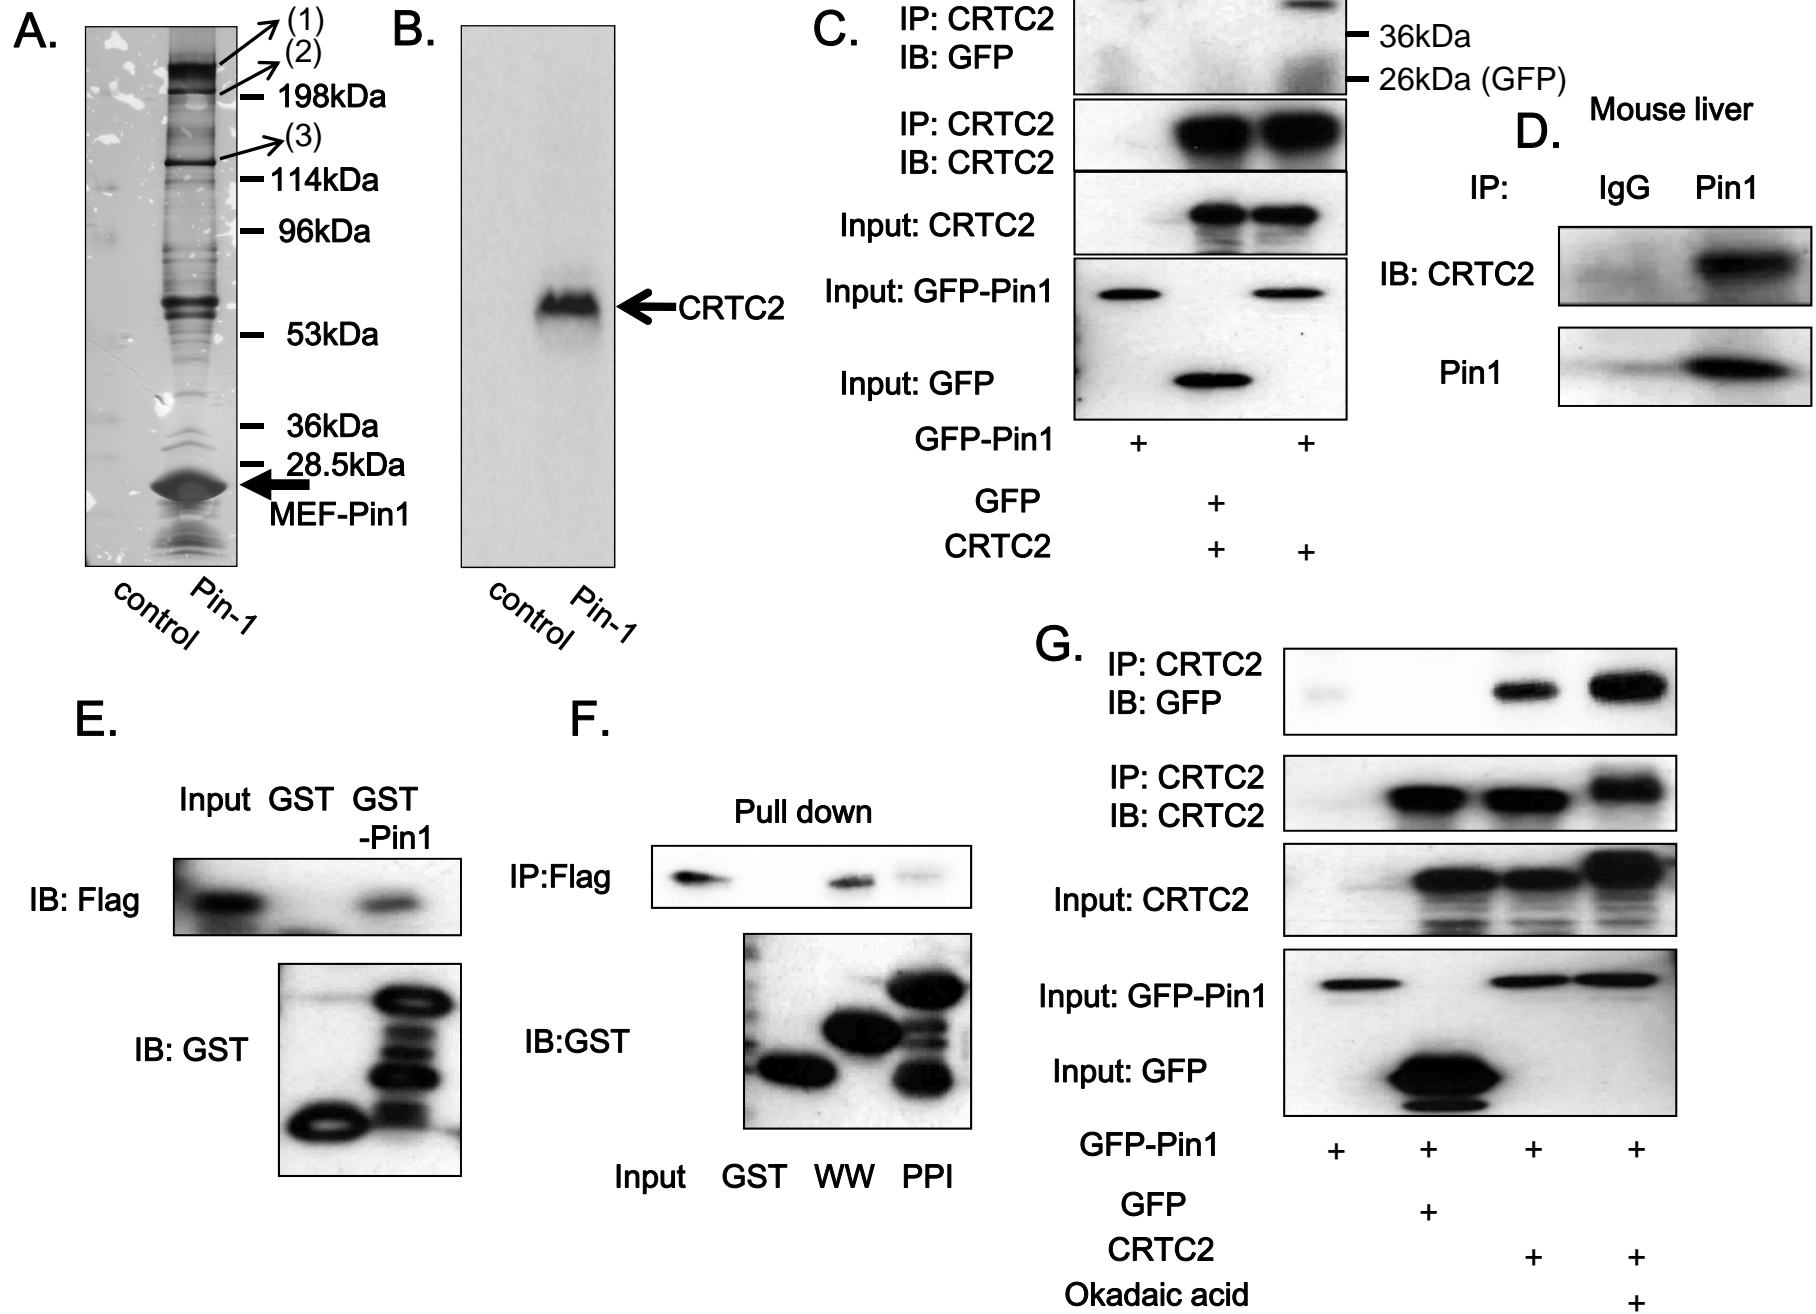 A.
(1)
(2)
198kDa
(3)
114kDa
96kDa
53kDa
36kDa
28.5kDa
MEF-Pin1
control
Pin-1
B.
CRTC2
control
Pin-1
C.
IP: CRTC2
IB: GFP
36kDa
26kDa (GFP)
IP: CRTC2
IB: CRTC2
Input: CRTC2
Input: GFP-Pin1
Input: GFP
GFP-Pin1 + +
GFP +
CRTC2 + +
D.
Mouse liver
IP: IgG Pin1
IB: CRTC2
Pin1
E.
Input GST GST
-Pin1
IB: Flag
IB: GST
F.
Pull down
IP:Flag
IB:GST
Input GST WW PPI
G.
IP: CRTC2
IB: GFP
IP: CRTC2
IB: CRTC2
Input: CRTC2
Input: GFP-Pin1
Input: GFP
GFP-Pin1 + + + +
GFP +
CRTC2 + +
Okadaic acid +